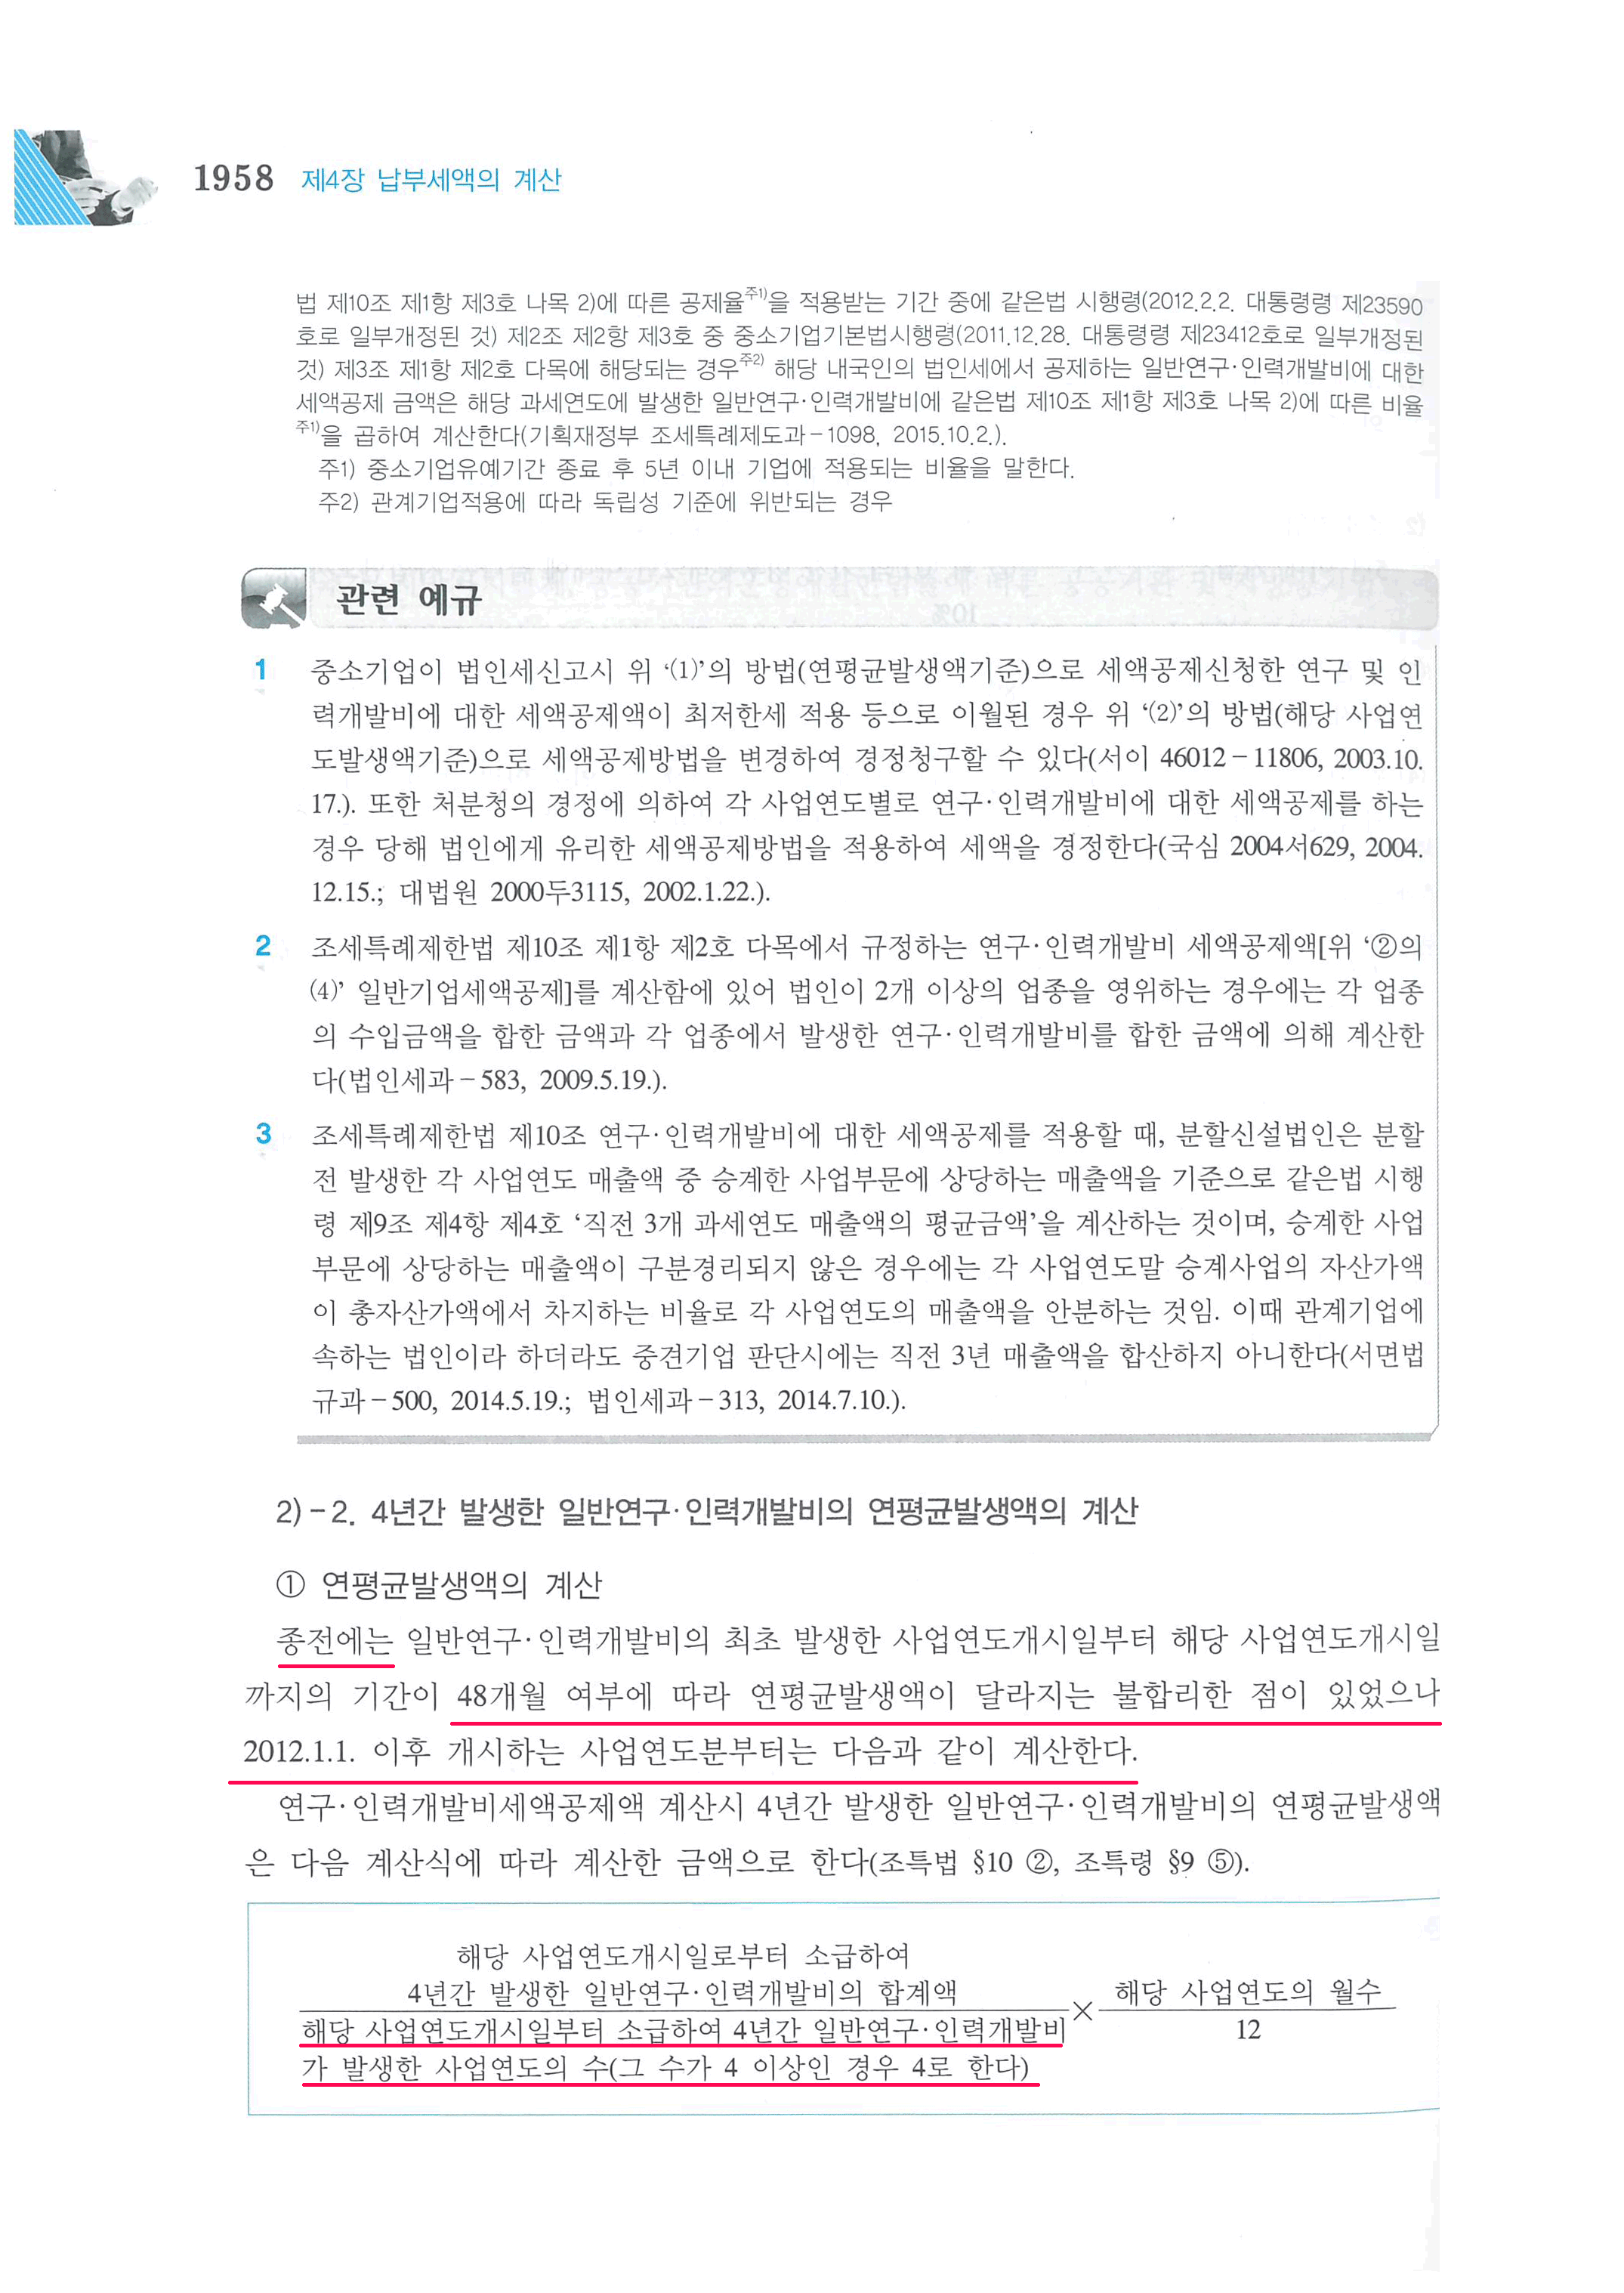 1958 제4장 납부세액의 계산
법 제10조 제1항 제3호 나목 2)에 따른 공제율주1)을 적용받는 기간 중에 같은법 시행령(2012.2.2. 대통령령 제23590
호로 일부개정된 것) 제2조 제2항 제3호 중 중소기업기본법시행령(2011.12.28. 대통령령 제23412호로 일부개정된
것) 제3조 제1항 제2호 다목에 해당되는 경우주2) 해당 내국인의 법인세에서 공제하는 일반연구·인력개발비에 대한
세액공제 금액은 해당 과세연도에 발생한 일반연구·인력개발비에 같은법 제10조 제1항 제3호 나목 2)에 따른 비율
주1)을 곱하여 계산한다(기획재정부 조세특례제도과-1098, 2015.10.2.).
주1) 중소기업유예기간 종료 후 5년 이내 기업에 적용되는 비율을 말한다.
주2) 관계기업적용에 따라 독립성 기준에 위반되는 경우
관련 예규
1 중소기업이 법인세신고시 위 ‘(1)’의 방법(연평균발생액기준)으로 세액공제신청한 연구 및 인
력개발비에 대한 세액공제액이 최저한세 적용 등으로 이월된 경우 위 ‘(2)’의 방법(해당 사업연
도발생액기준)으로 세액공제방법을 변경하여 경정청구할 수 있다(서이 46012-11806, 2003.10.
17.). 또한 처분청의 경정에 의하여 각 사업연도별로 연구·인력개발비에 대한 세액공제를 하는
경우 당해 법인에게 유리한 세액공제방법을 적용하여 세액을 경정한다(국심 2004서629, 2004.
12.15.; 대법원 2000두3115, 2002.1.22.).
2 조세특례제한법 제10조 제1항 제2호 다목에서 규정하는 연구·인력개발비 세액공제액[위 ‘②의
(4)’ 일반기업세액공제]를 계산함에 있어 법인이 2개 이상의 업종을 영위하는 경우에는 각 업종
의 수입금액을 합한 금액과 각 업종에서 발생한 연구·인력개발비를 합한 금액에 의해 계산한
다(법인세과-583, 2009.5.19.).
3 조세특례제한법 제10조 연구·인력개발비에 대한 세액공제를 적용할 때, 분할신설법인은 분할
전 발생한 각 사업연도 매출액 중 승계한 사업부문에 상당하는 매출액을 기준으로 같은법 시행
령 제9조 제4항 제4호 ‘직전 3개 과세연도 매출액의 평균금액’을 계산하는 것이며, 승계한 사업
부문에 상당하는 매출액이 구분경리되지 않은 경우에는 각 사업연도말 승계사업의 자산가액
이 총자산가액에서 차지하는 비율로 각 사업연도의 매출액을 안분하는 것임. 이때 관계기업에
속하는 법인이라 하더라도 중견기업 판단시에는 직전 3년 매출액을 합산하지 아니한다(서면법
규과-500, 2014.5.19.; 법인세과-313, 2014.7.10.).
2)-2. 4년간 발생한 일반연구·인력개발비의 연평균발생액의 계산
① 연평균발생액의 계산
종전에는 일반연구·인력개발비의 최초 발생한 사업연도개시일부터 해당 사업연도개시일
까지의 기간이 48개월 여부에 따라 연평균발생액이 달라지는 불합리한 점이 있었으나
2012.1.1. 이후 개시하는 사업연도분부터는 다음과 같이 계산한다.
연구·인력개발비세액공제액 계산시 4년간 발생한 일반연구·인력개발비의 연평균발생액
은 다음 계산식에 따라 계산한 금액으로 한다(조특법 §10 ②, 조특령 §9 ⑤).
해당 사업연도개시일로부터 소급하여
4년간 발생한 일반연구·인력개발비의 합계액
해당 사업연도개시일부터 소급하여 4년간 일반연구·인력개발비
가 발생한 사업연도의 수(그 수가 4 이상인 경우 4로 한다)
×
해당 사업연도의 월수
12